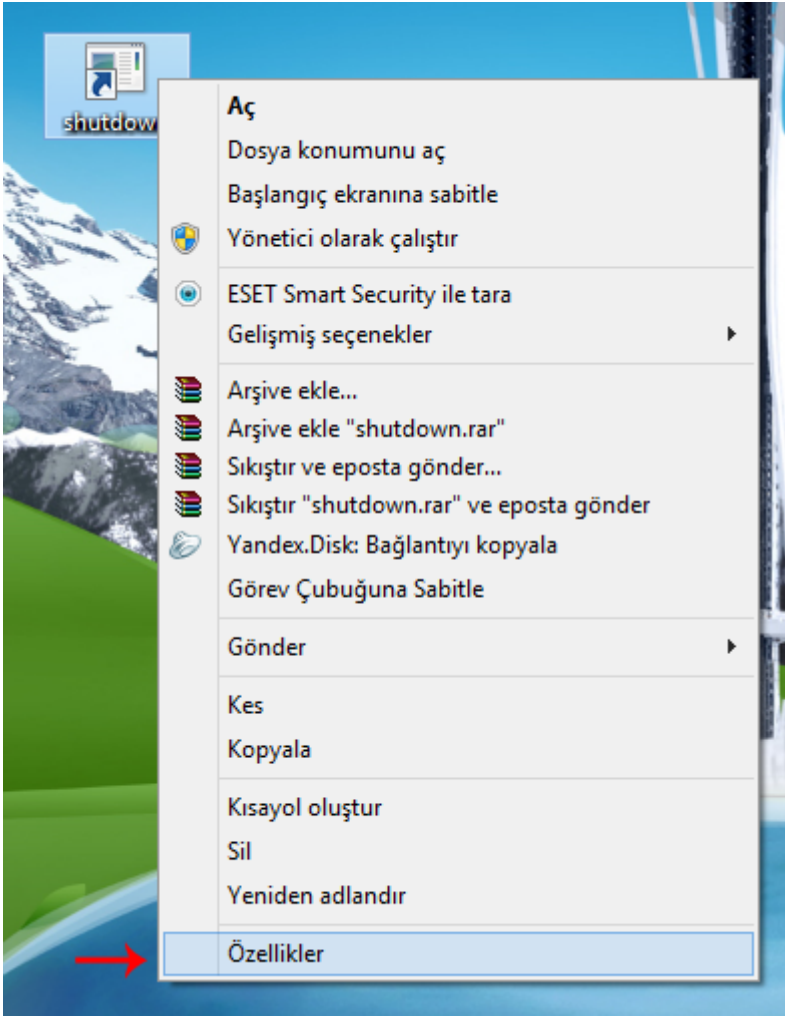 shutdow
Aç
Dosya konumunu aç
Başlangıç ekranına sabitle
Yönetici olarak çalıştır
ESET Smart Security ile tara
Gelişmiş seçenekler
Arşive ekle...
Arşive ekle "shutdown.rar"
Sıkıştır ve eposta gönder...
Sıkıştır "shutdown.rar" ve eposta gönder
Yandex.Disk: Bağlantıyı kopyala
Görev Çubuğuna Sabitle
Gönder
Kes
Kopyala
Kısayol oluştur
Sil
Yeniden adlandır
Özellikler